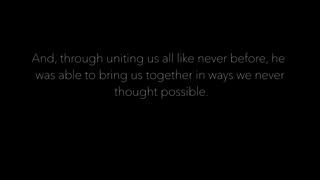 And, through uniting us all like never before, he
was able to bring us together in ways we never
thought possible.